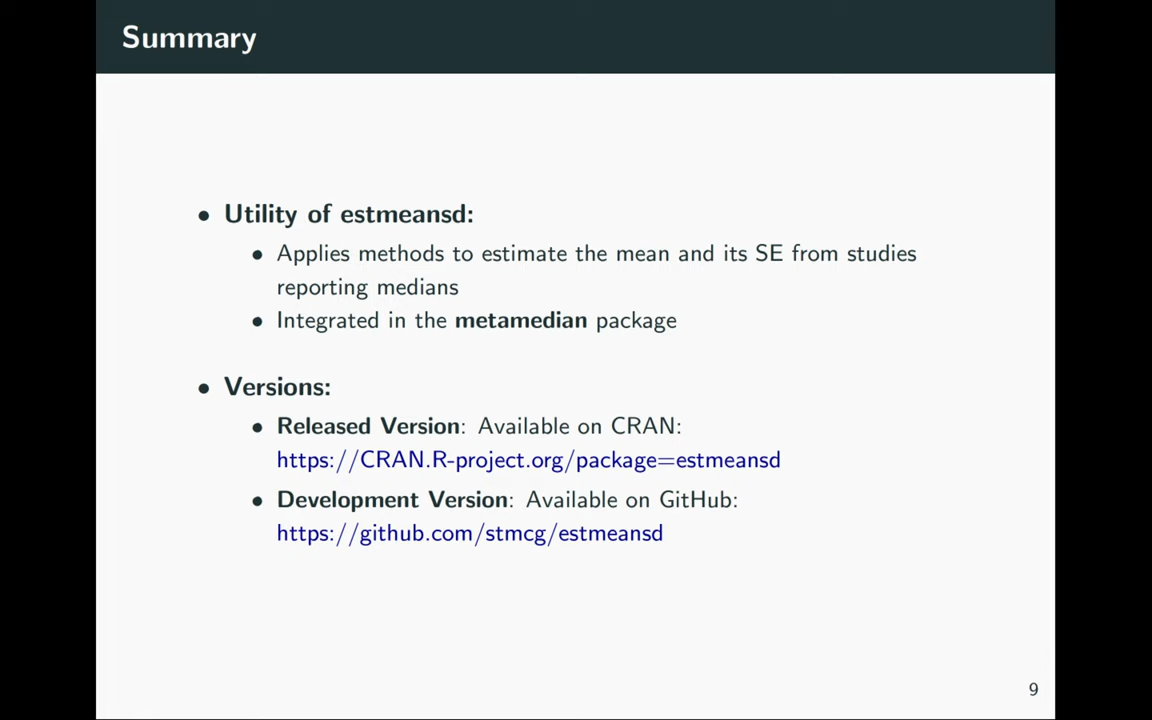 Summary
• Utility of estmeansd:
• Applies methods to estimate the mean and its SE from studies
reporting medians
• Integrated in the metamedian package
• Versions:
• Released Version: Available on CRAN:
https://CRAN.R-project.org/package=estmeansd
• Development Version: Available on GitHub:
https://github.com/stmcg/estmeansd
9